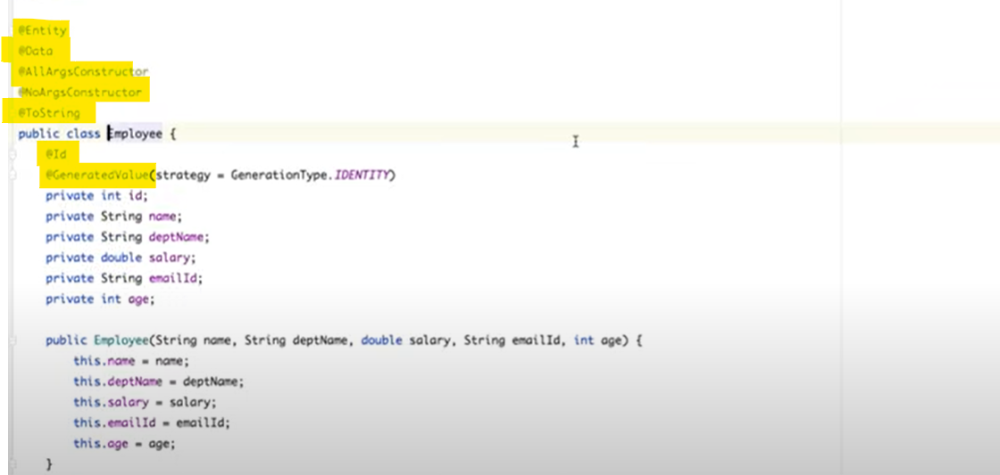 @Entity
@Data
@AllArgsConstructor
@NoArgsConstructor
@ToString
public class Employee {
@Id
@GeneratedValue(strategy = GenerationType.IDENTITY)
private int id;
private String name;
private String deptName;
private double salary;
private String emailId;
private int age;
public Employee(String name, String deptName, double salary, String emailId, int age) {
this.name = name;
this.deptName = deptName;
this.salary = salary;
this.emailId = emailId;
this.age = age;
}